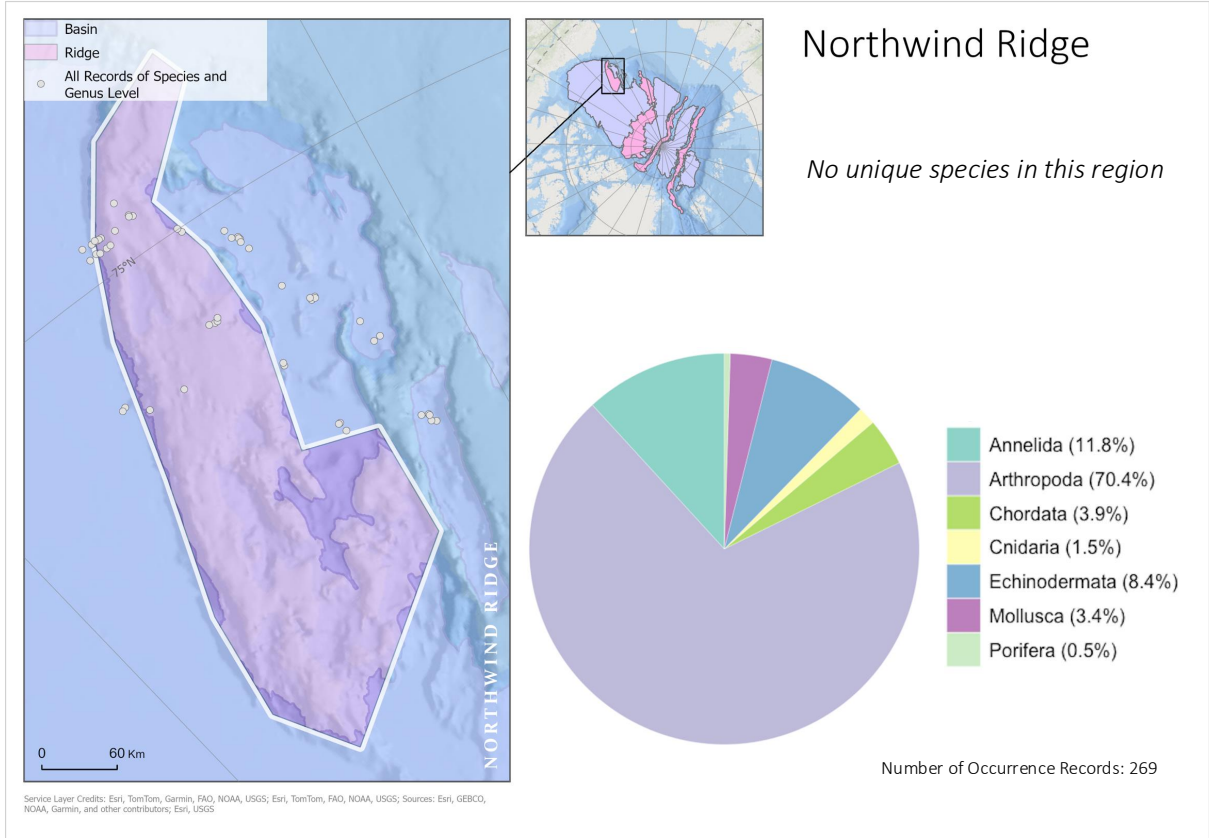 Basin
Ridge
All Records of Species and
Genus Level
Northwind Ridge
No unique species in this region
75°N
NORTHWIND RIDGE
0 60 Km
Annelida (11.8%)
Arthropoda (70.4%)
Chordata (3.9%)
Cnidaria (1.5%)
Echinodermata (8.4%)
Mollusca (3.4%)
Porifera (0.5%)
Number of Occurrence Records: 269
Service Layer Credits: Esri, TomTom, Garmin, FAO, NOAA, USGS; Esri, TomTom, FAO, NOAA, USGS; Sources: Esri, GEBCO,
NOAA, Garmin, and other contributors; Esri, USGS